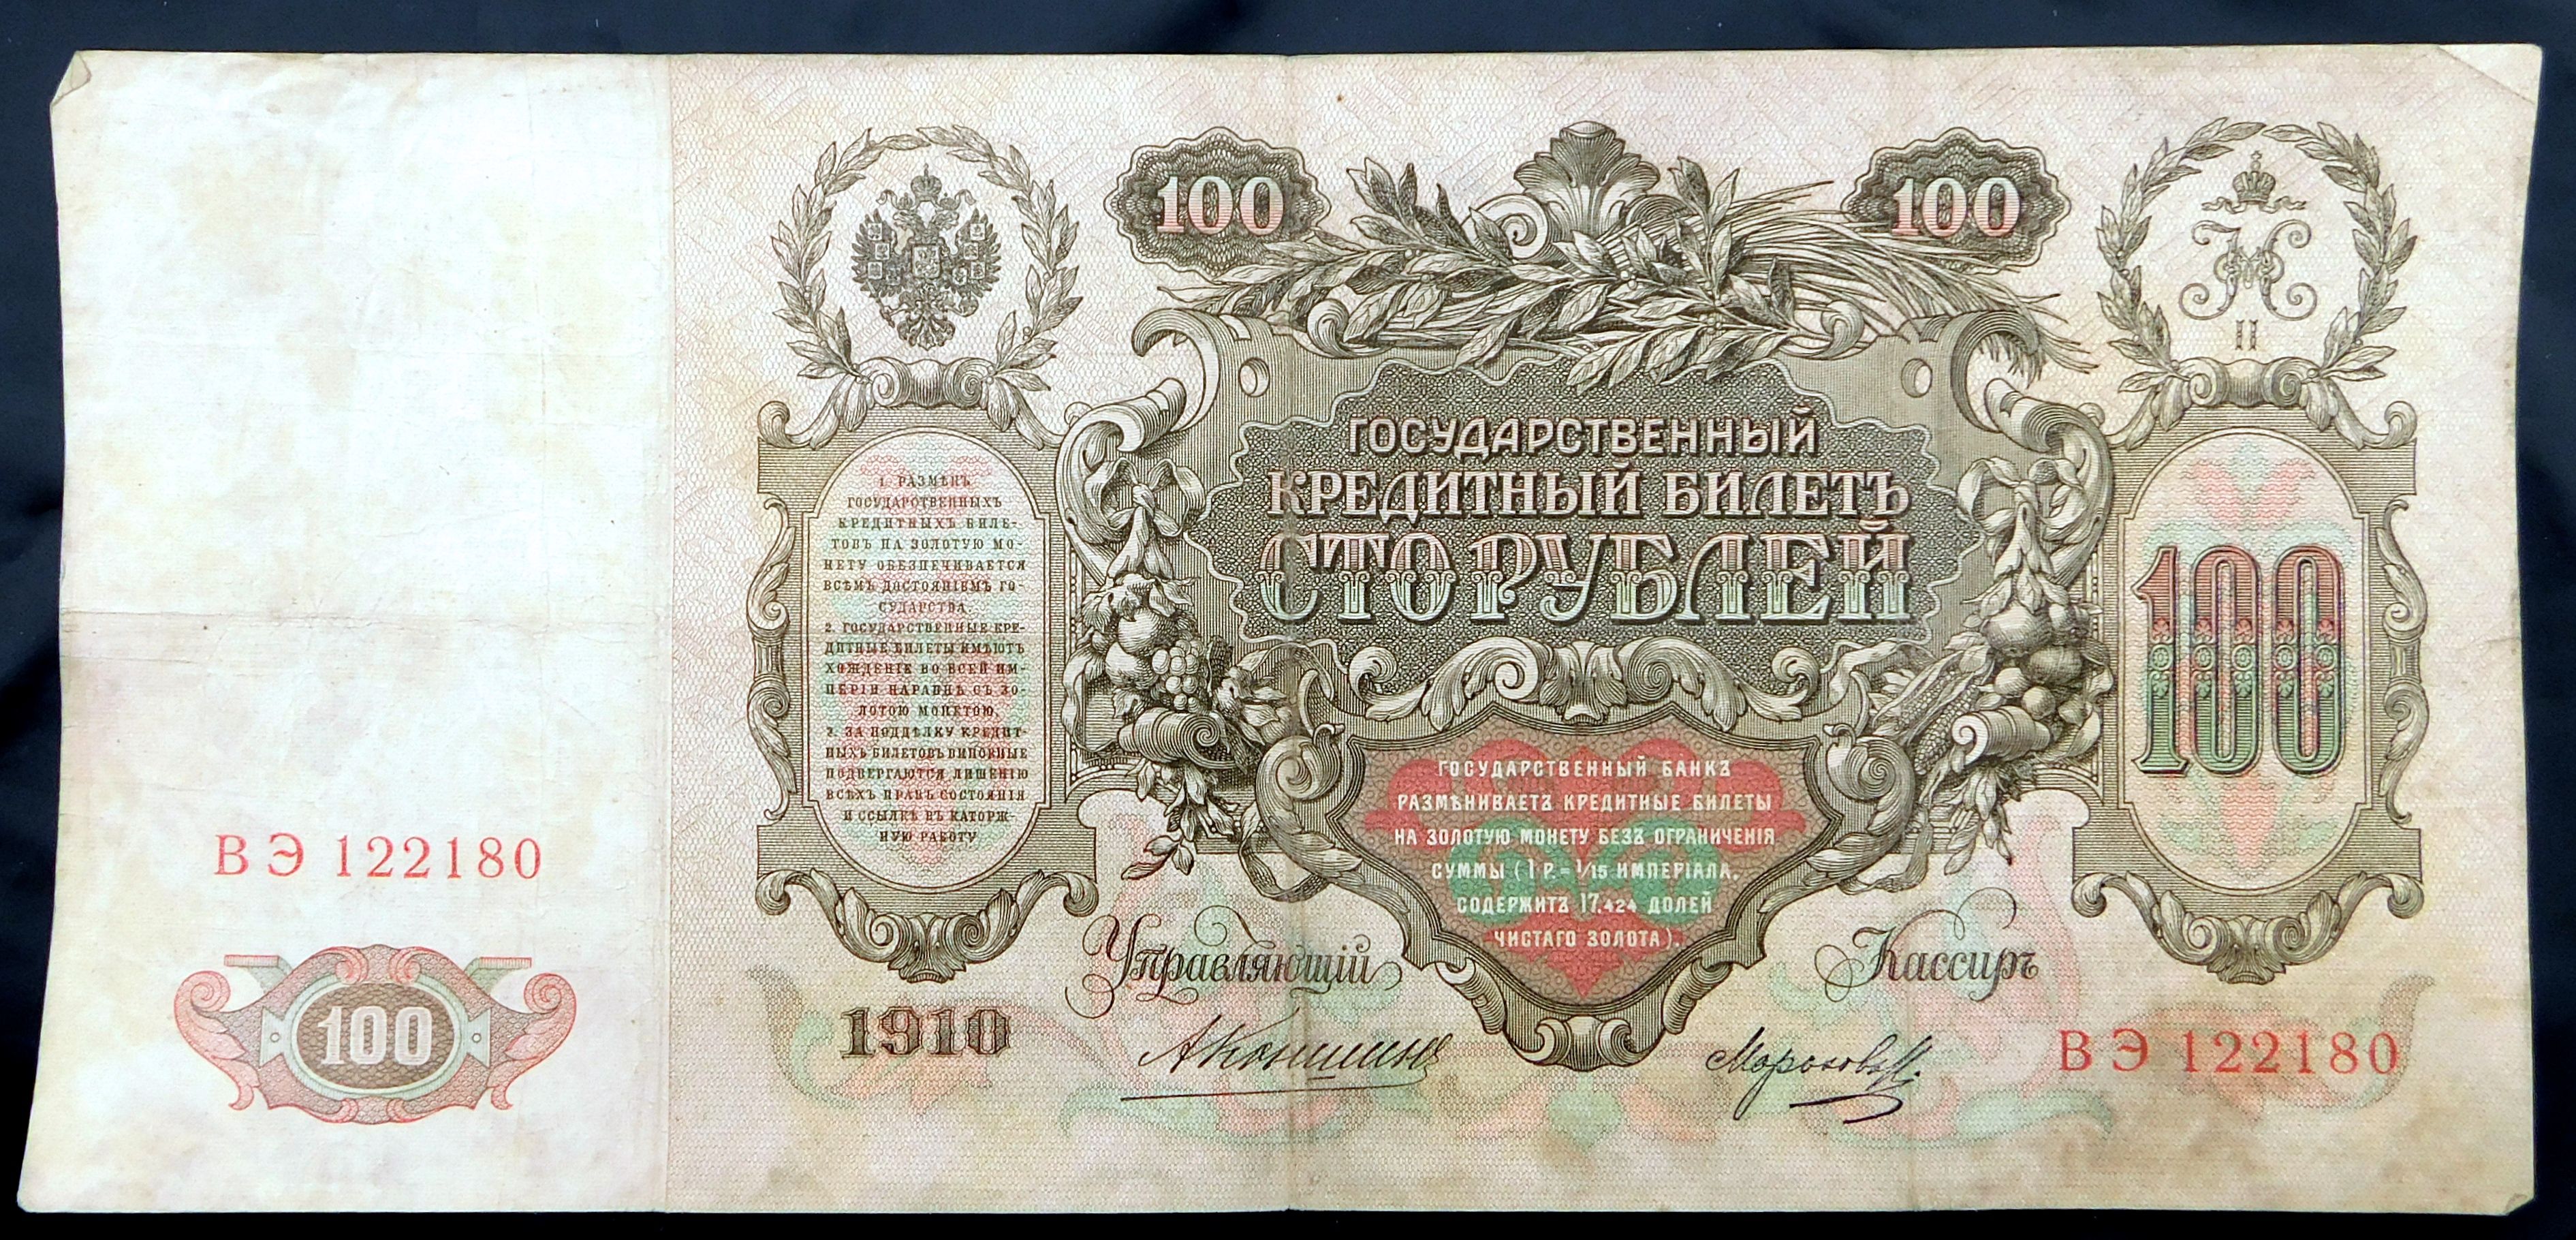 100
100
Н
II
ГОСУДАРСТВЕННЫЙ
КРЕДИТНЫЙ БИЛЕТЪ
СТО РУБЛЕЙ
1. РАЗМѢНЪ
ГОСУДАРСТВЕННЫХЪ
КРЕДИТНЫХЪ БИЛЕ-
ТОВЪ НА ЗОЛОТУЮ МО-
НЕТУ ОБЕЗПЕЧИВАЕТСЯ
ВСѢМЪ ДОСТОЯНІЕМЪ ГО-
СУДАРСТВА.
2. ГОСУДАРСТВЕННЫЕ КРЕ-
ДИТНЫЕ БИЛЕТЫ ИМѢЮТЪ
ХОЖДЕНІЕ ВО ВСЕЙ ИМ-
ПЕРІИ НАРАВНѢ СЪ ЗО-
ЛОТОЮ МОНЕТОЮ.
3. ЗА ПОДДѢЛКУ КРЕДИТ-
НЫХЪ БИЛЕТОВЪ ВИНОВНЫЕ
ПОДВЕРГАЮТСЯ ЛИШЕНІЮ
ВСѢХЪ ПРАВЪ СОСТОЯНІЯ
И ССЫЛКѢ ВЪ КАТОРЖ-
НУЮ РАБОТУ
100
ГОСУДАРСТВЕННЫЙ БАНКЪ
РАЗМѢНИВАЕТЪ КРЕДИТНЫЕ БИЛЕТЫ
НА ЗОЛОТУЮ МОНЕТУ БЕЗЪ ОГРАНИЧЕНІЯ
СУММЫ (1 Р.= 1/15 ИМПЕРІАЛА,
СОДЕРЖИТЪ 17,424 ДОЛЕЙ
ЧИСТАГО ЗОЛОТА).
ВЭ 122180
100
Управляющій
Кассиръ
1910
АКоншинъ
Морозовъ
ВЭ 122180